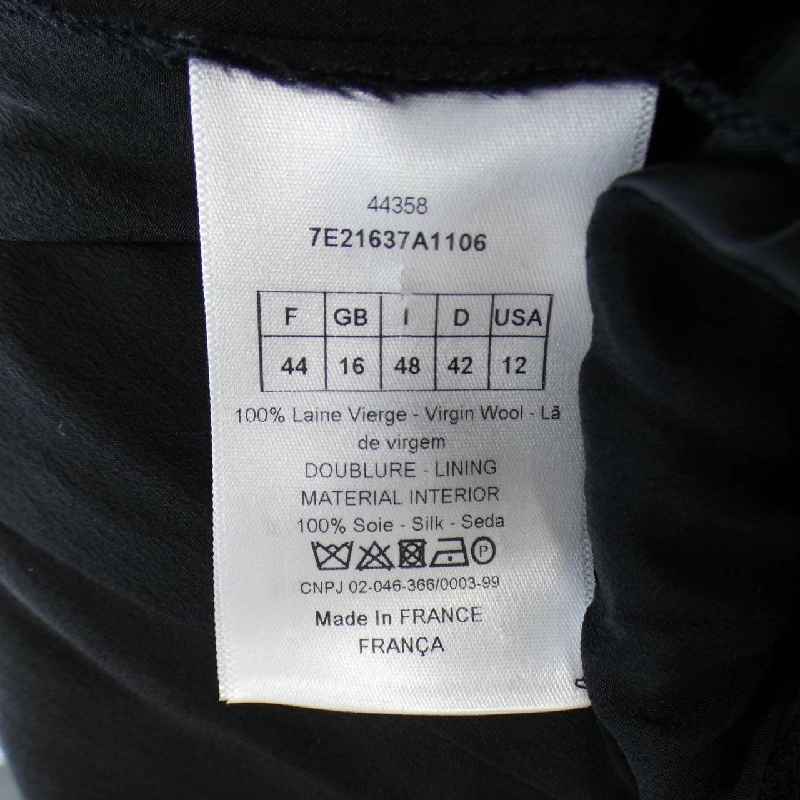 44358
7E21637A1106
F GB I D USA
44 16 48 42 12
100% Laine Vierge - Virgin Wool - Lã
de virgem
DOUBLURE - LINING
MATERIAL INTERIOR
100% Soie - Silk - Seda
P
CNPJ 02-046-366/0003-99
Made In FRANCE
FRANÇA